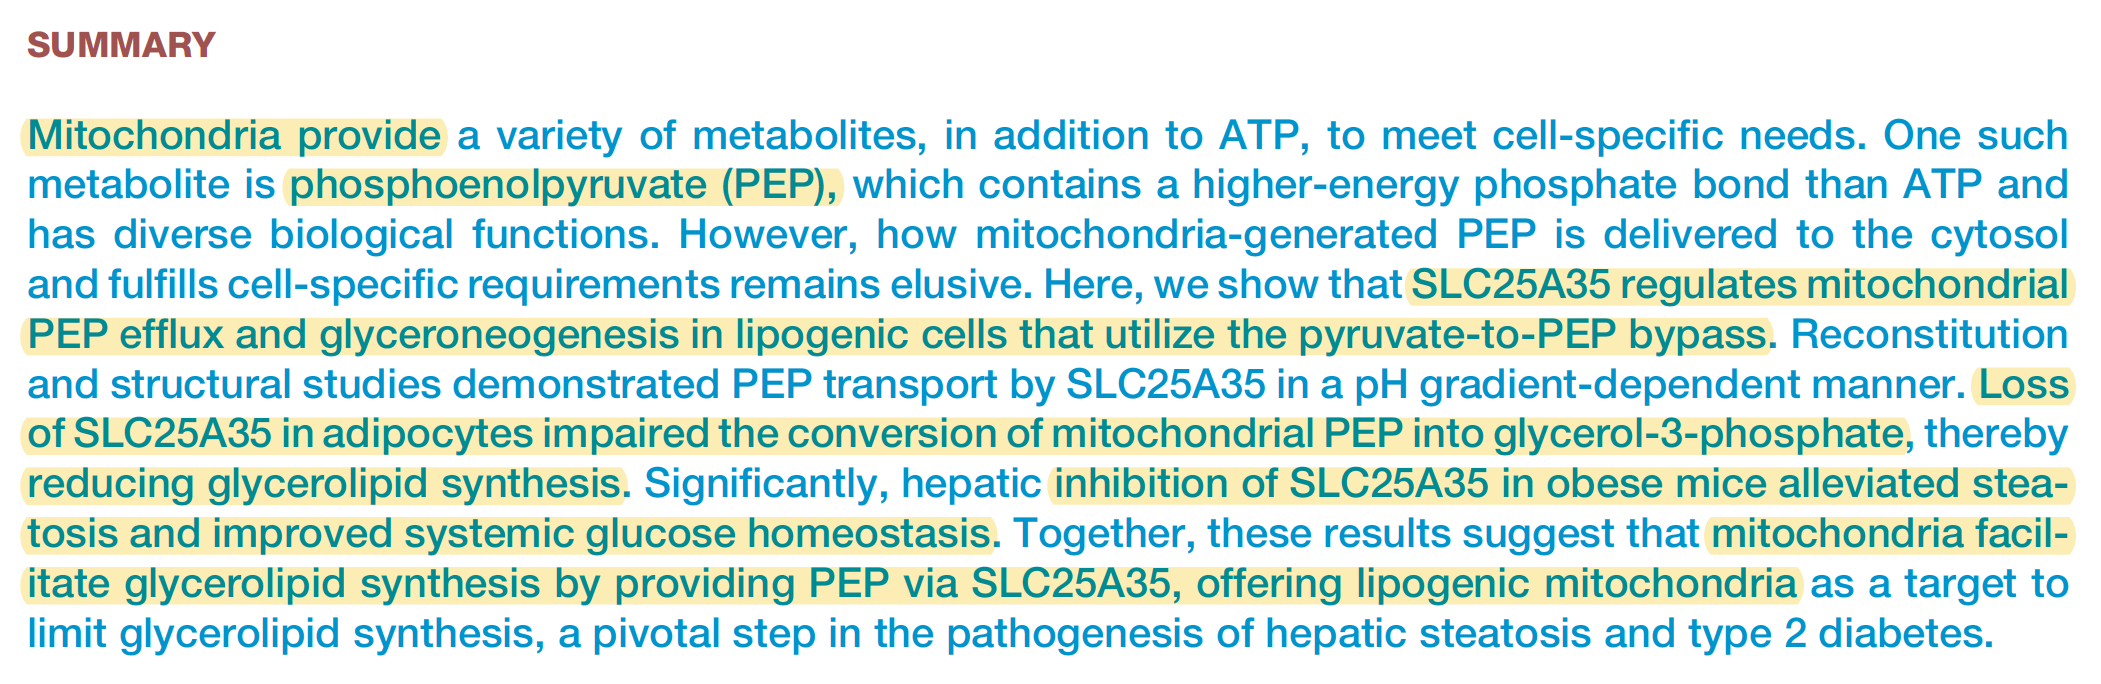 SUMMARY
Mitochondria provide a variety of metabolites, in addition to ATP, to meet cell-specific needs. One such
metabolite is phosphoenolpyruvate (PEP), which contains a higher-energy phosphate bond than ATP and
has diverse biological functions. However, how mitochondria-generated PEP is delivered to the cytosol
and fulfills cell-specific requirements remains elusive. Here, we show that SLC25A35 regulates mitochondrial
PEP efflux and glyceroneogenesis in lipogenic cells that utilize the pyruvate-to-PEP bypass. Reconstitution
and structural studies demonstrated PEP transport by SLC25A35 in a pH gradient-dependent manner. Loss
of SLC25A35 in adipocytes impaired the conversion of mitochondrial PEP into glycerol-3-phosphate, thereby
reducing glycerolipid synthesis. Significantly, hepatic inhibition of SLC25A35 in obese mice alleviated stea-
tosis and improved systemic glucose homeostasis. Together, these results suggest that mitochondria facil-
itate glycerolipid synthesis by providing PEP via SLC25A35, offering lipogenic mitochondria as a target to
limit glycerolipid synthesis, a pivotal step in the pathogenesis of hepatic steatosis and type 2 diabetes.